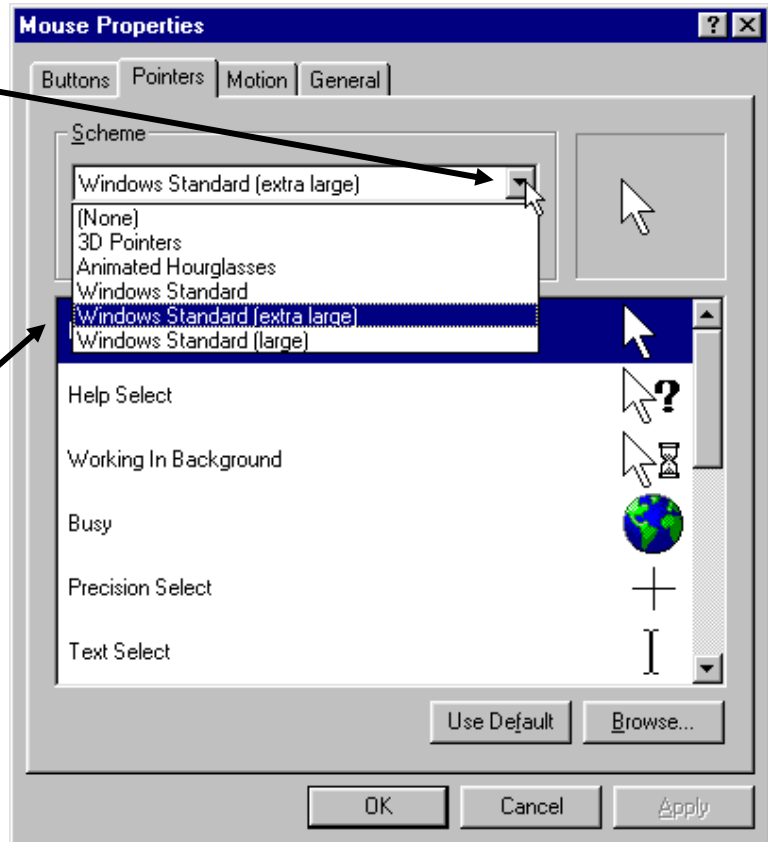 Mouse Properties
Buttons Pointers Motion General
Scheme
Windows Standard (extra large)
(None)
3D Pointers
Animated Hourglasses
Windows Standard
Windows Standard (extra large)
Windows Standard (large)
Help Select
Working In Background
Busy
Precision Select
Text Select
Use Default Browse...
OK Cancel Apply